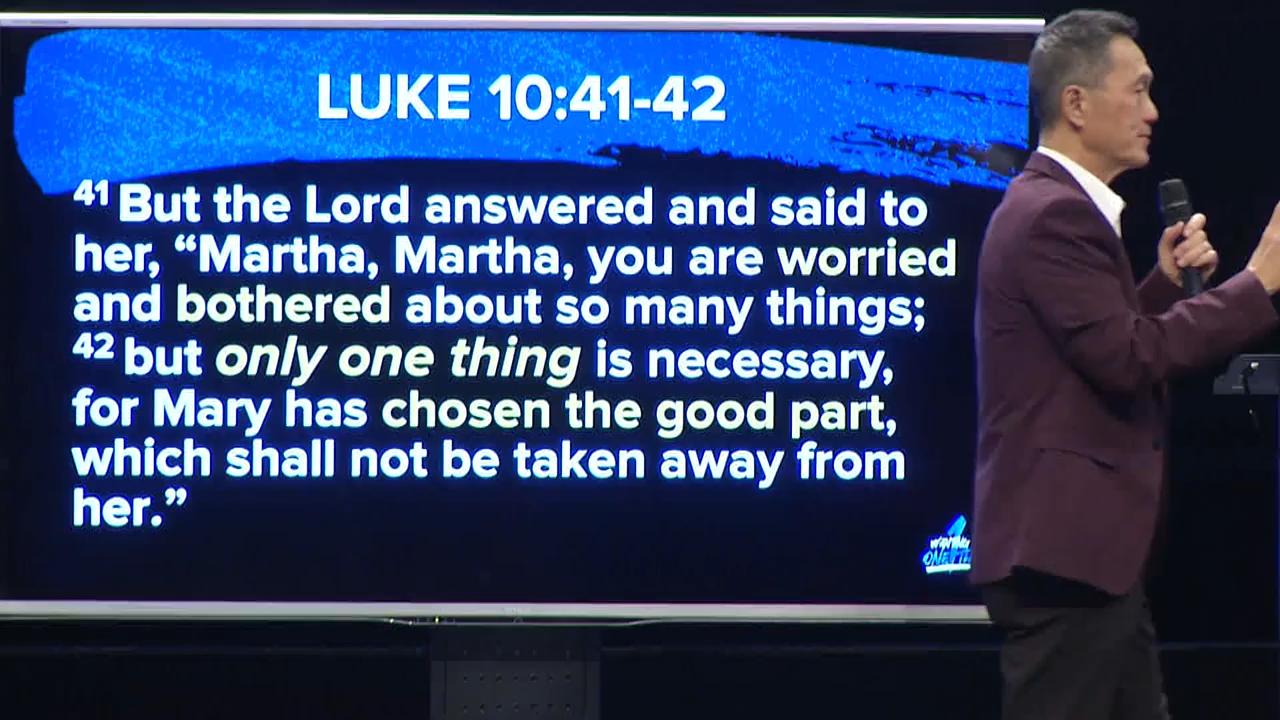 LUKE 10:41-42
41 But the Lord answered and said to
her, “Martha, Martha, you are worried
and bothered about so many things;
42 but only one thing is necessary,
for Mary has chosen the good part,
which shall not be taken away from
her.”